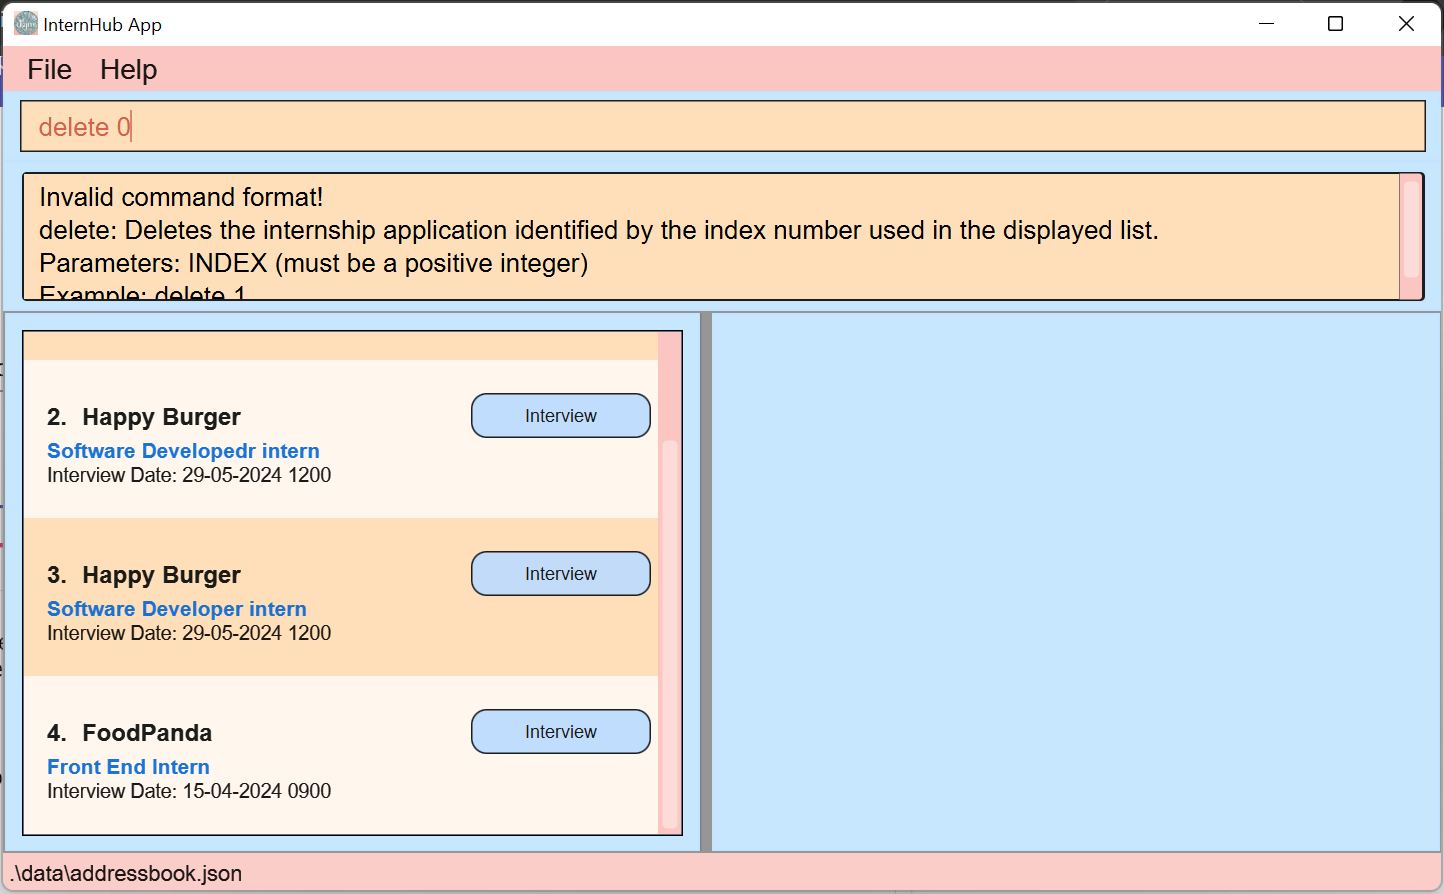 InternHub App
File Help
delete 0
Invalid command format!
delete: Deletes the internship application identified by the index number used in the displayed list.
Parameters: INDEX (must be a positive integer)
Example: delete 1
2. Happy Burger
Interview
Software Developedr intern
Interview Date: 29-05-2024 1200
3. Happy Burger
Interview
Software Developer intern
Interview Date: 29-05-2024 1200
4. FoodPanda
Interview
Front End Intern
Interview Date: 15-04-2024 0900
.\data\addressbook.json